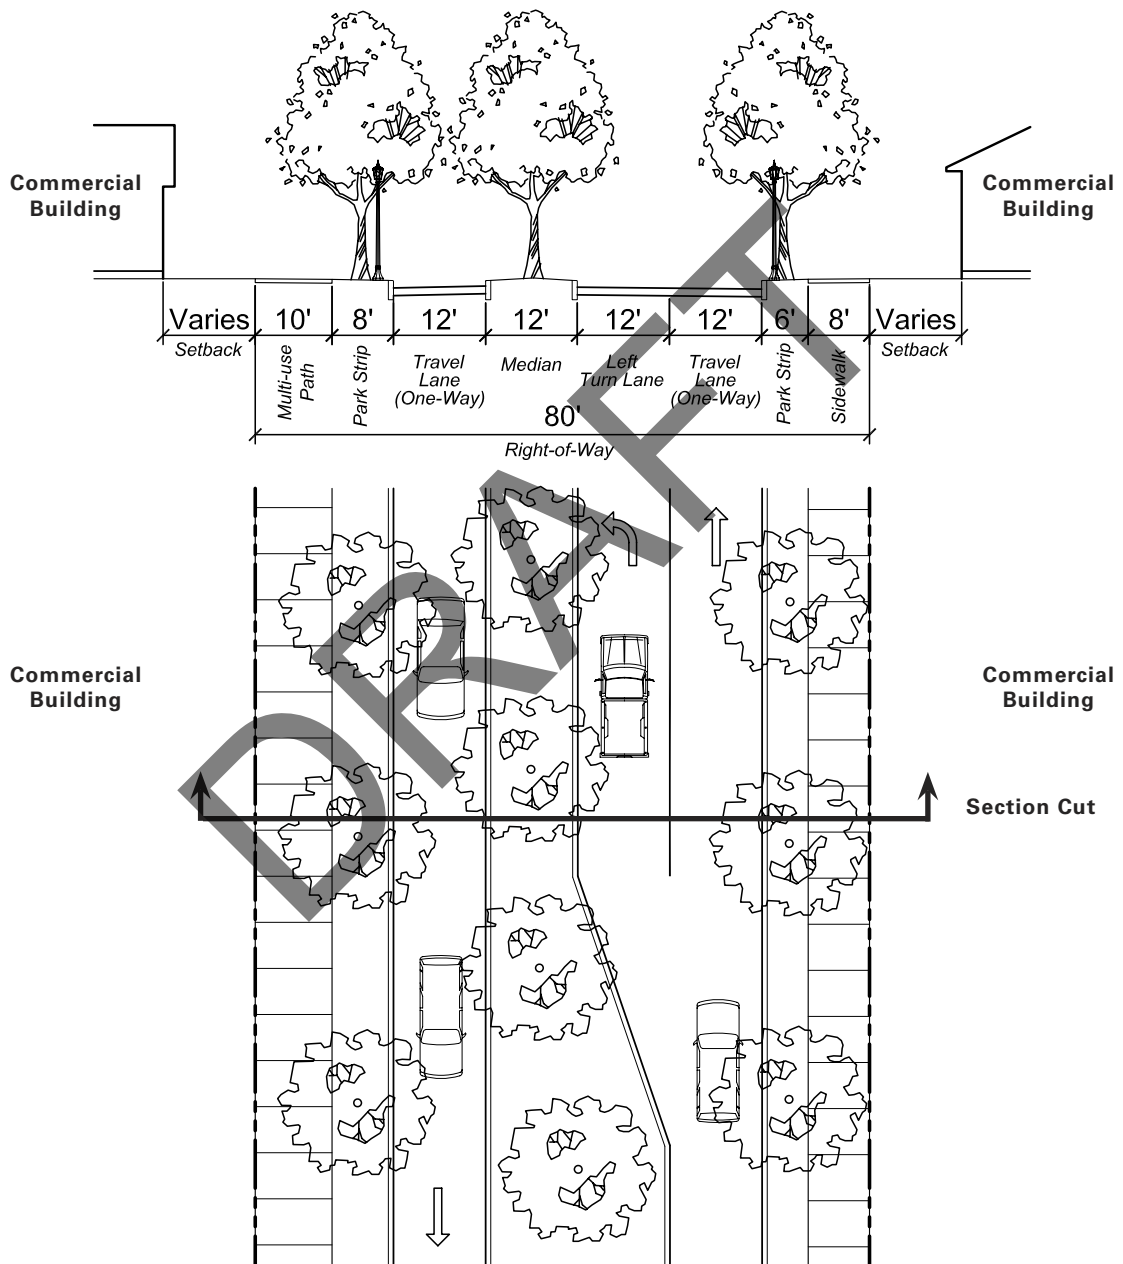 Commercial
Building
Commercial
Building
Varies
10'
8'
12'
12'
12'
12'
6'
8'
Varies
Setback
Multi-use
Path
Park Strip
Travel
Lane
(One-Way)
Median
Left
Turn Lane
Travel
Lane
(One-Way)
Park Strip
Sidewalk
Setback
80'
Right-of-Way
Commercial
Building
Commercial
Building
Section Cut
DRAFT